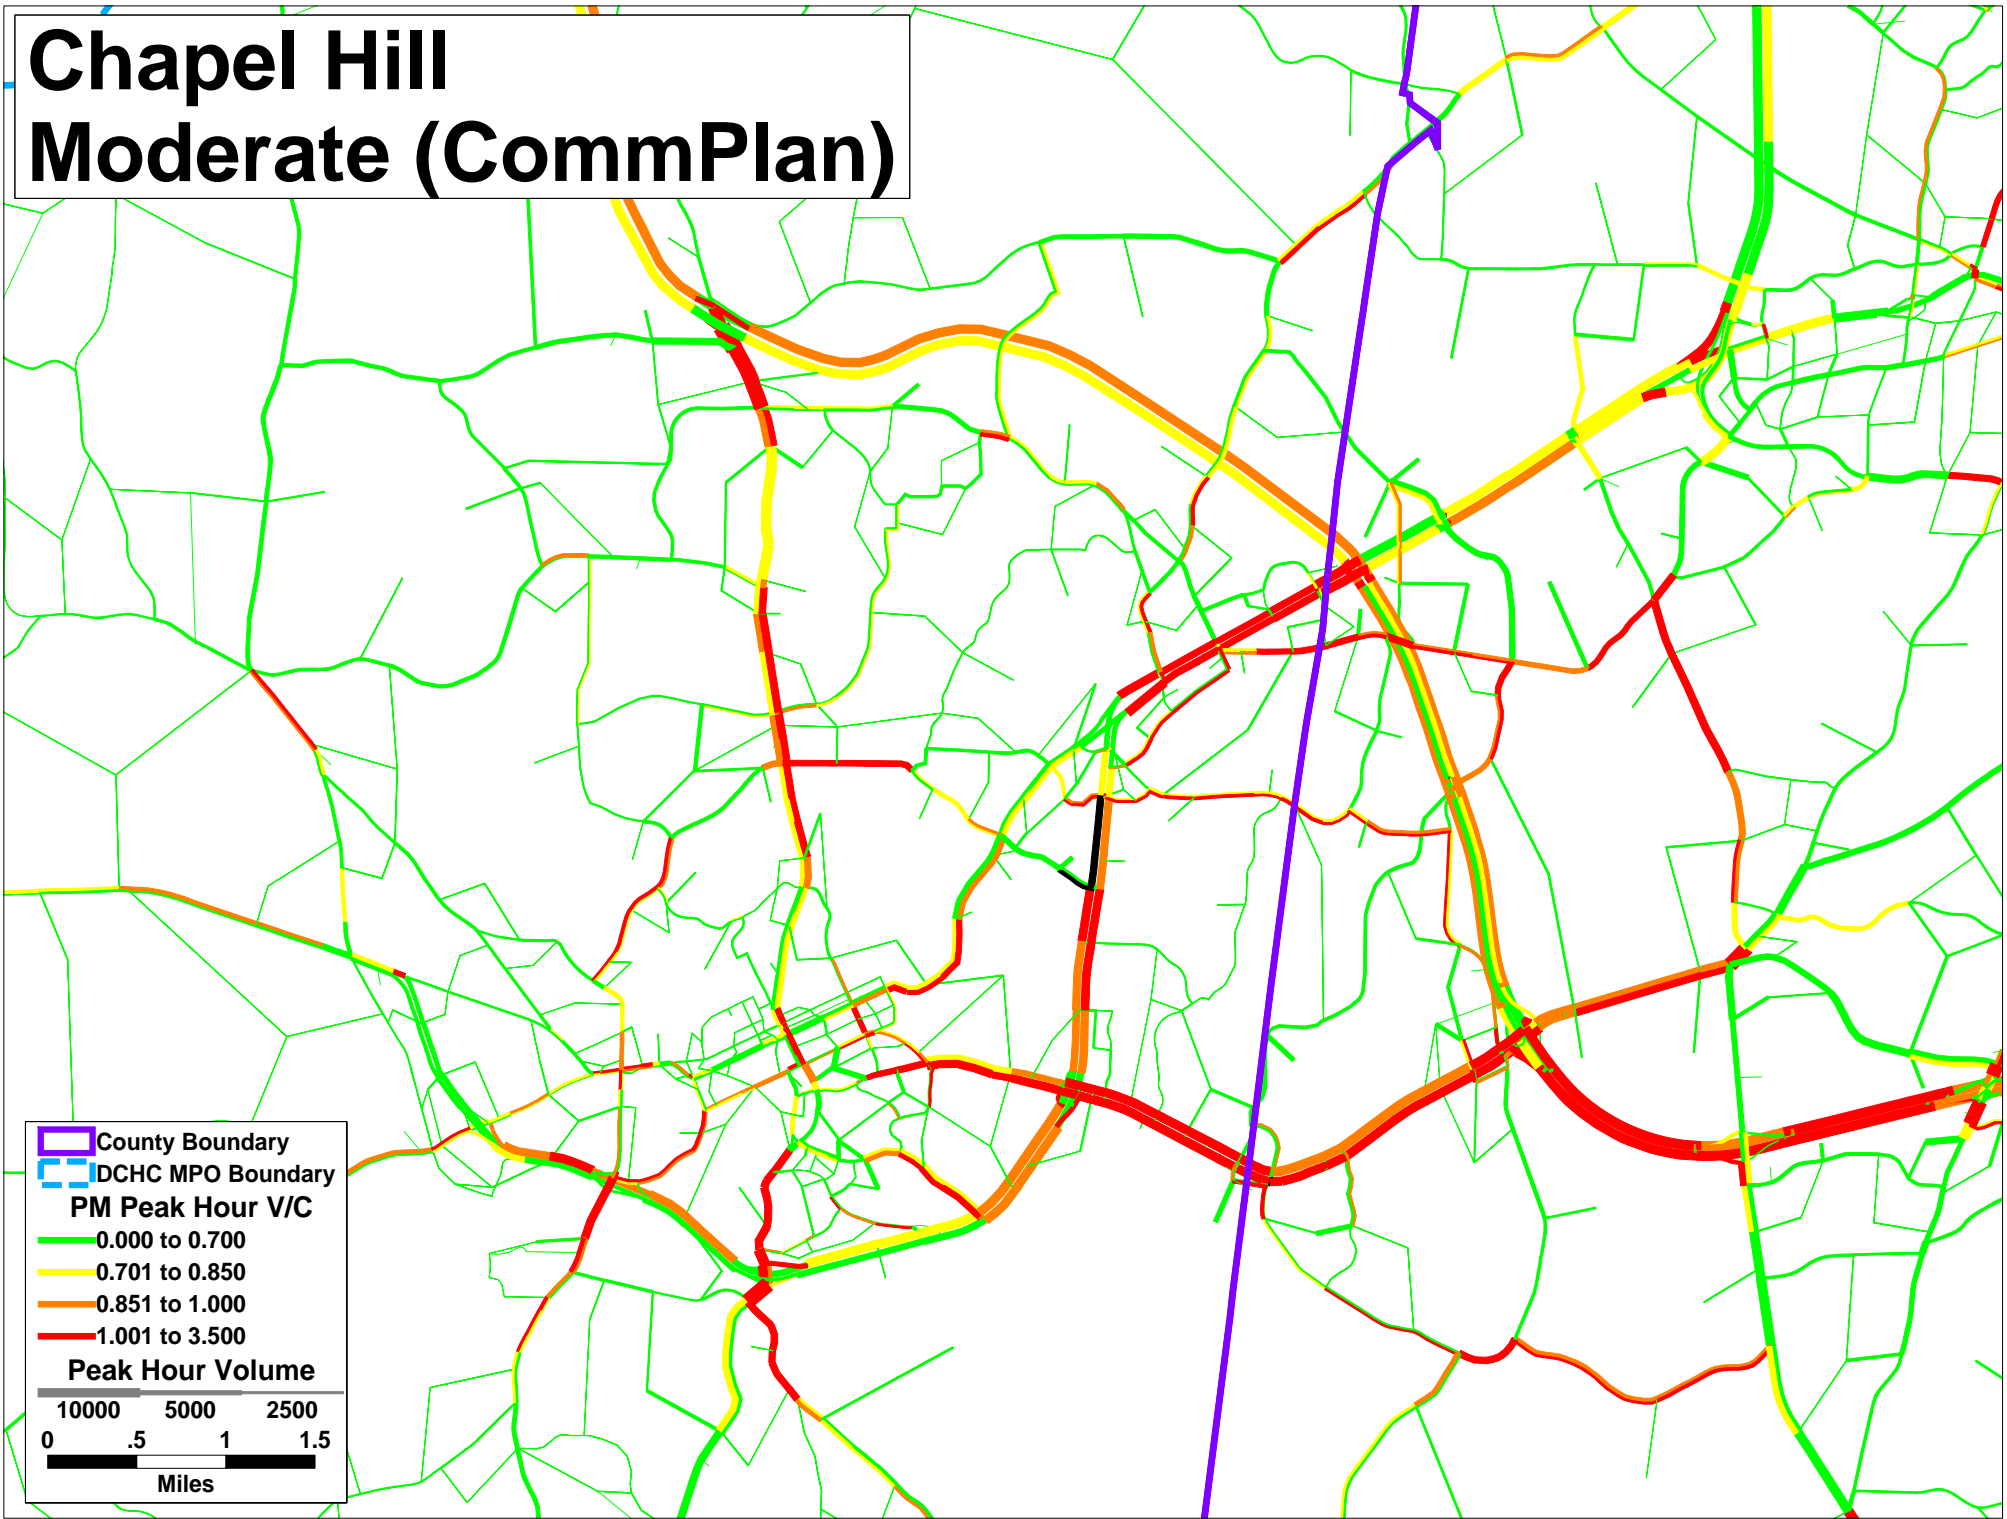 Chapel Hill
Moderate (CommPlan)
County Boundary
DCHC MPO Boundary
PM Peak Hour V/C
0.000 to 0.700
0.701 to 0.850
0.851 to 1.000
1.001 to 3.500
Peak Hour Volume
10000 5000 2500
0 .5 1 1.5
Miles